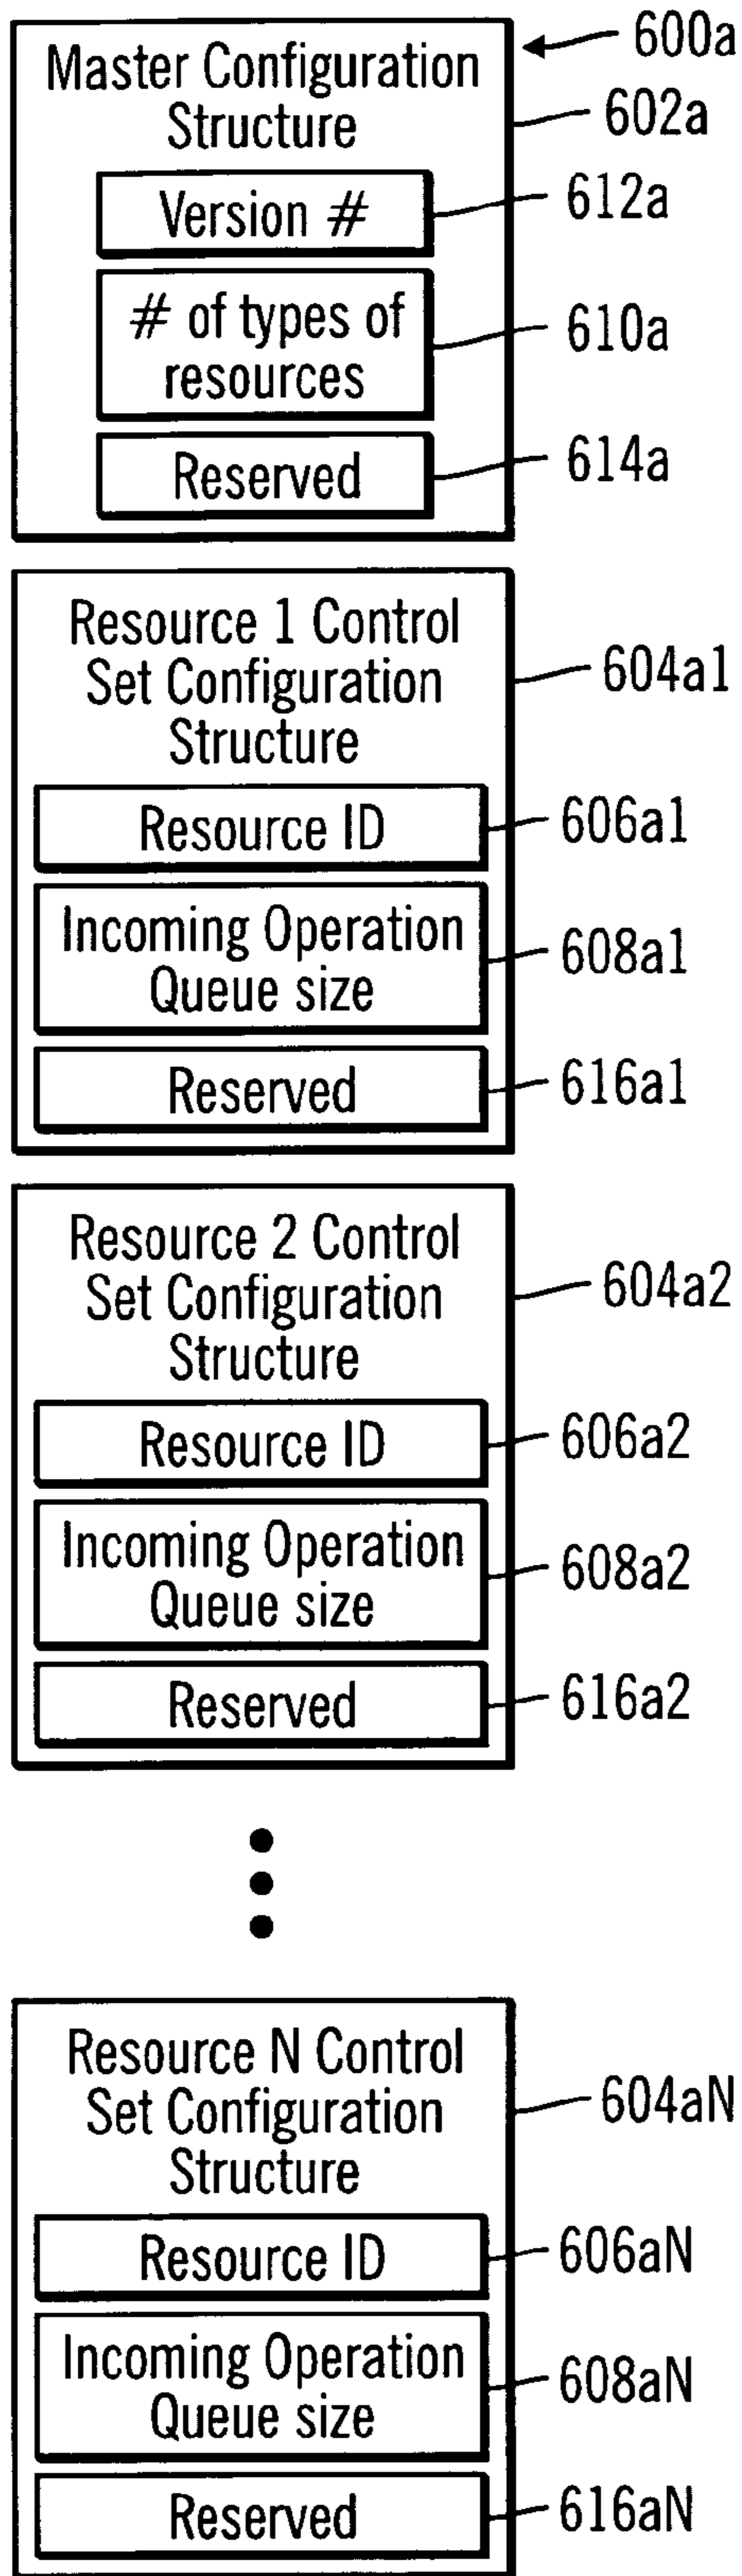 600a
Master Configuration
Structure
602a
Version #
612a
# of types of
resources
610a
Reserved
614a
Resource 1 Control
Set Configuration
Structure
604a1
Resource ID
606a1
Incoming Operation
Queue size
608a1
Reserved
616a1
Resource 2 Control
Set Configuration
Structure
604a2
Resource ID
606a2
Incoming Operation
Queue size
608a2
Reserved
616a2
Resource N Control
Set Configuration
Structure
604aN
Resource ID
606aN
Incoming Operation
Queue size
608aN
Reserved
616aN